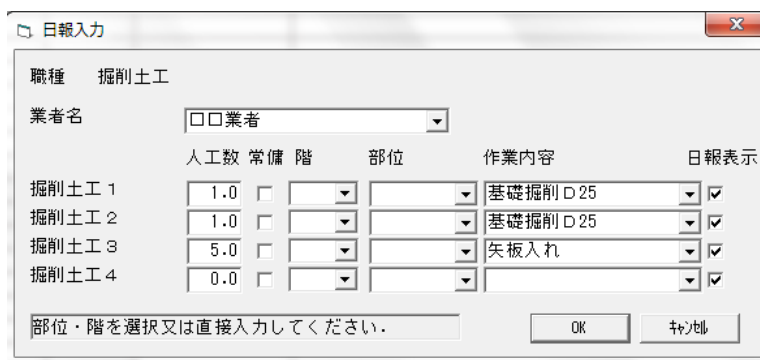 日報入力
職種 掘削土工
業者名 □□業者
人工数 常傭 階 部位 作業内容 日報表示
掘削土工1 1.0 基礎掘削D25
掘削土工2 1.0 基礎掘削D25
掘削土工3 5.0 矢板入れ
掘削土工4 0.0
部位・階を選択又は直接入力してください. OK ｷｬﾝｾﾙ